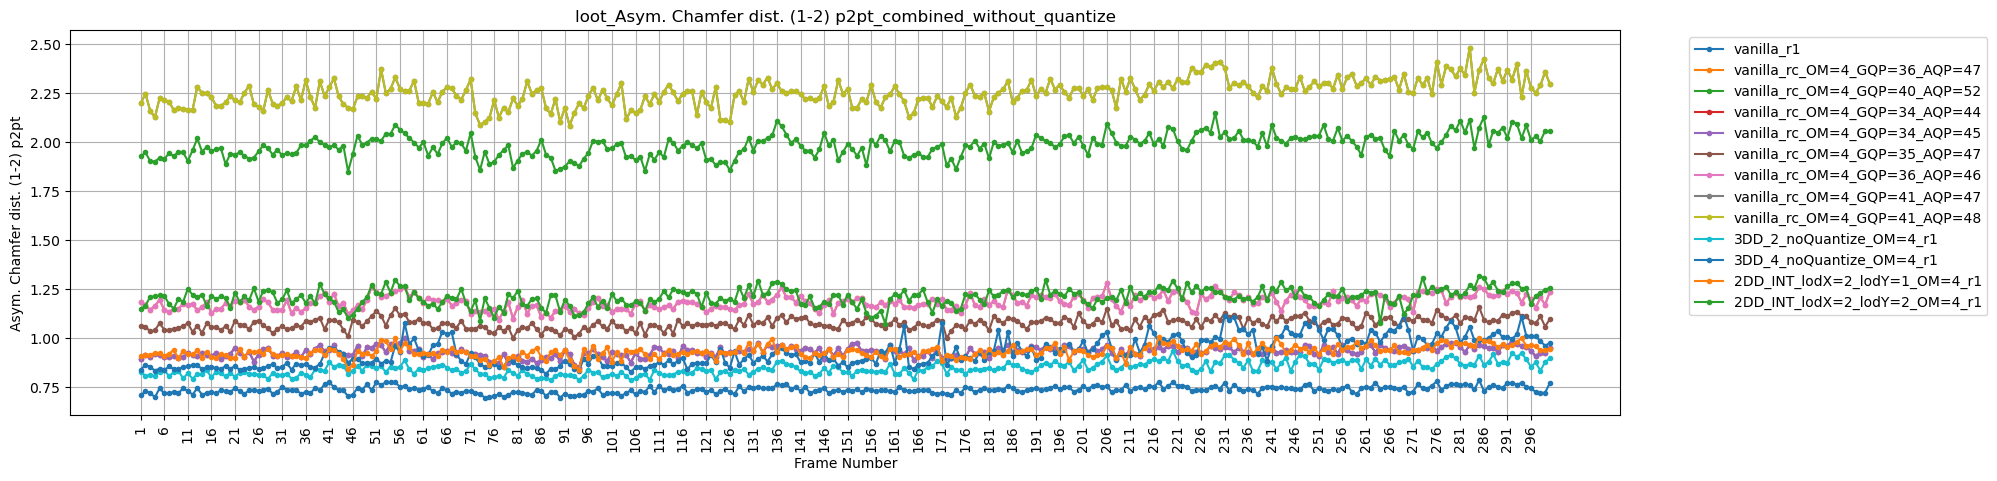 loot_Asym. Chamfer dist. (1-2) p2pt_combined_without_quantize
Asym. Chamfer dist. (1-2) p2pt
2.50
2.25
2.00
1.75
1.50
1.25
1.00
0.75
1 6 11 16 21 26 31 36 41 46 51 56 61 66 71 76 81 86 91 96 101 106 111 116 121 126 131 136 141 146 151 156 161 166 171 176 181 186 191 196 201 206 211 216 221 226 231 236 241 246 251 256 261 266 271 276 281 286 291 296
Frame Number
vanilla_r1
vanilla_rc_OM=4_GQP=36_AQP=47
vanilla_rc_OM=4_GQP=40_AQP=52
vanilla_rc_OM=4_GQP=34_AQP=44
vanilla_rc_OM=4_GQP=34_AQP=45
vanilla_rc_OM=4_GQP=35_AQP=47
vanilla_rc_OM=4_GQP=36_AQP=46
vanilla_rc_OM=4_GQP=41_AQP=47
vanilla_rc_OM=4_GQP=41_AQP=48
3DD_2_noQuantize_OM=4_r1
3DD_4_noQuantize_OM=4_r1
2DD_INT_lodX=2_lodY=1_OM=4_r1
2DD_INT_lodX=2_lodY=2_OM=4_r1